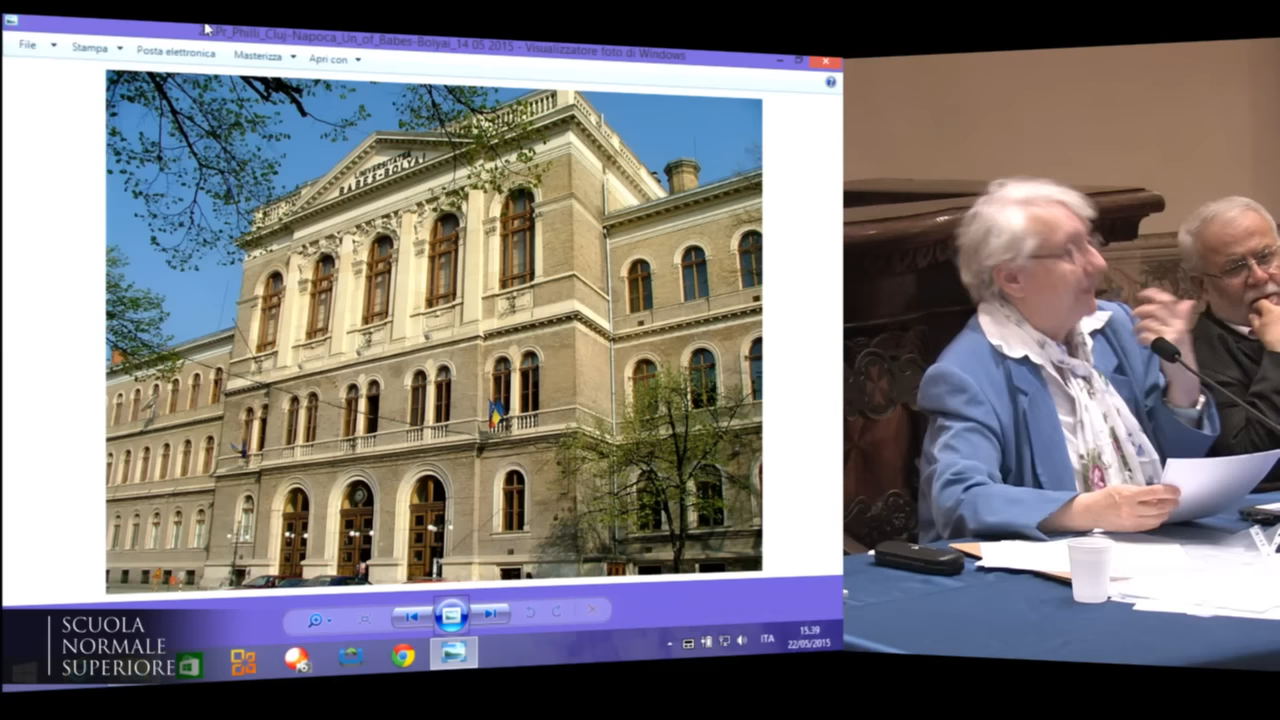 Pr_Philli_Cluj-Napoca_Un_of_Babes-Bolyai_14 05 2015 - Visualizzatore foto di Windows
File Stampa Posta elettronica Masterizza Apri con
UNIVERSITATEA
BABEŞ-BOLYAI
SCUOLA
NORMALE
SUPERIORE
ITA
15.39
22/05/2015